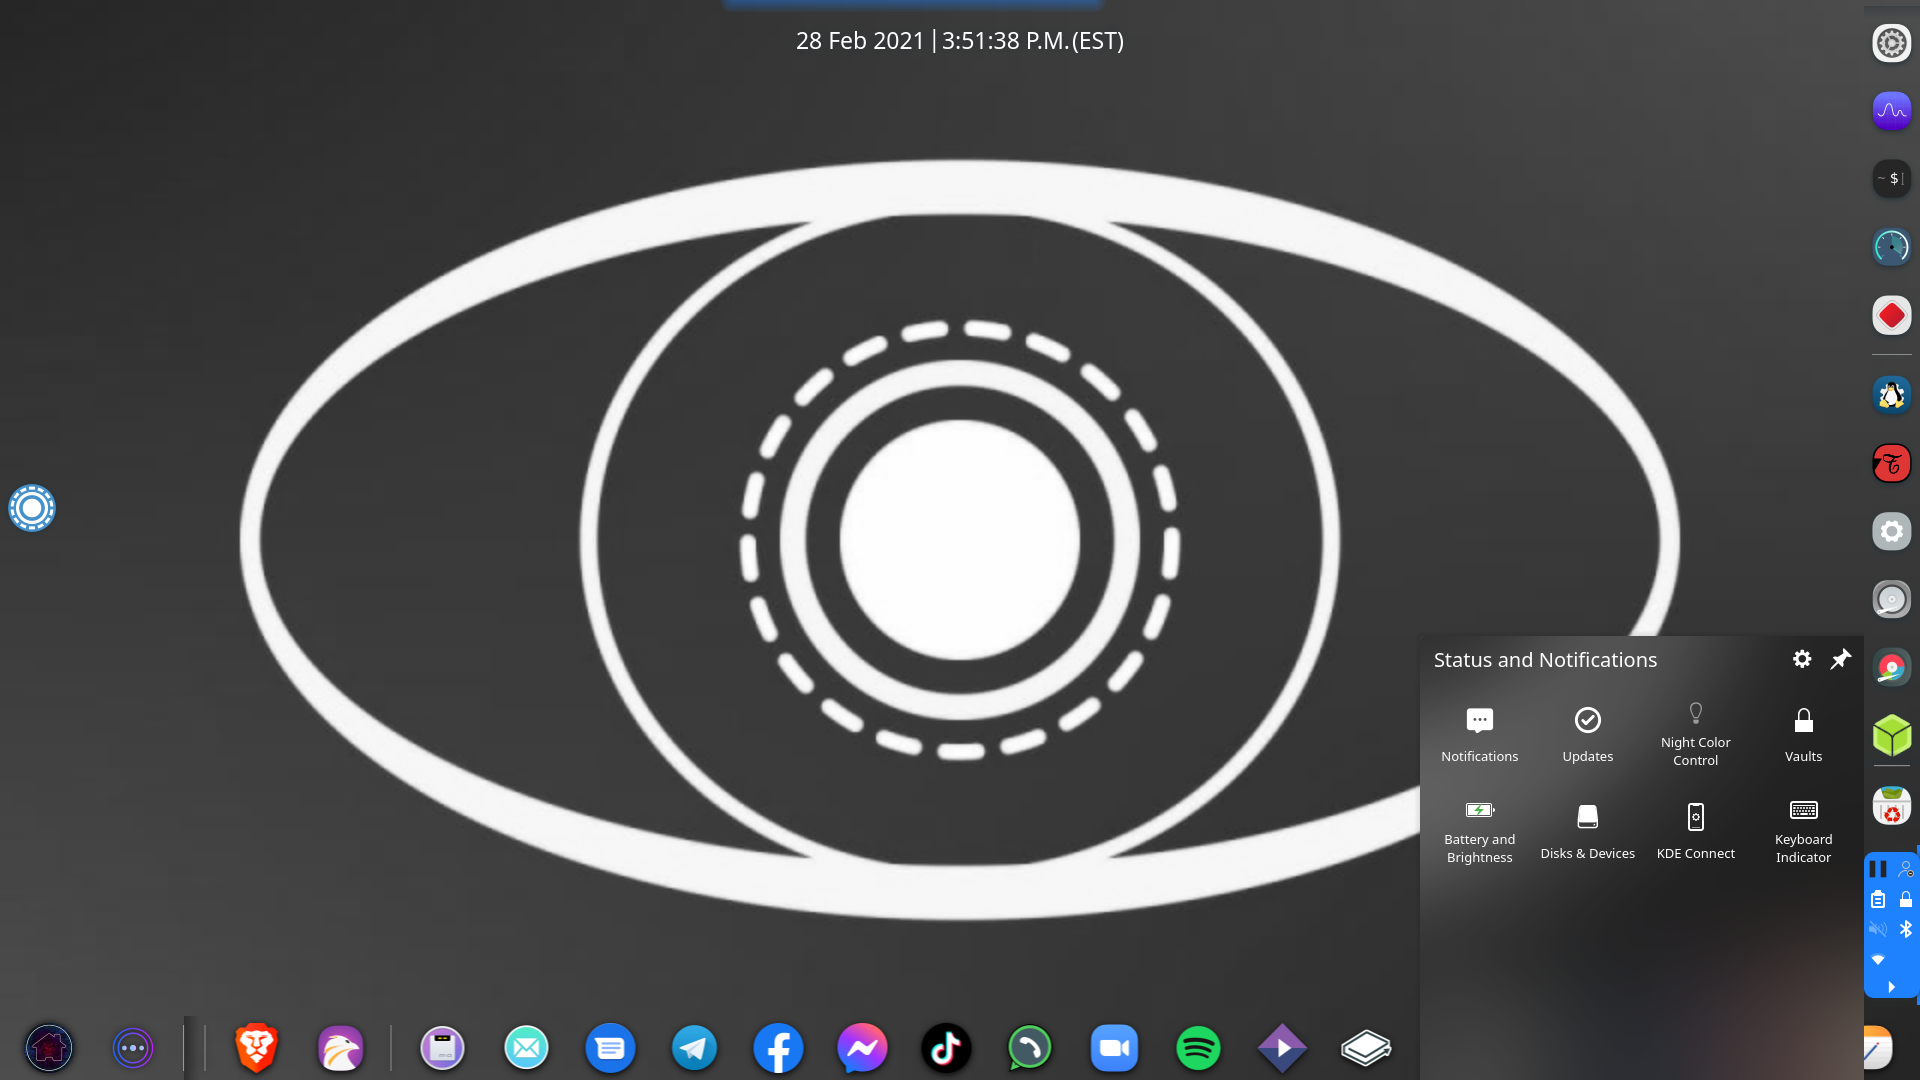 28 Feb 2021 | 3:51:38 P.M. (EST)
~ $
Status and Notifications
Notifications
Updates
Night Color
Control
Vaults
Battery and
Brightness
Disks & Devices
KDE Connect
Keyboard
Indicator